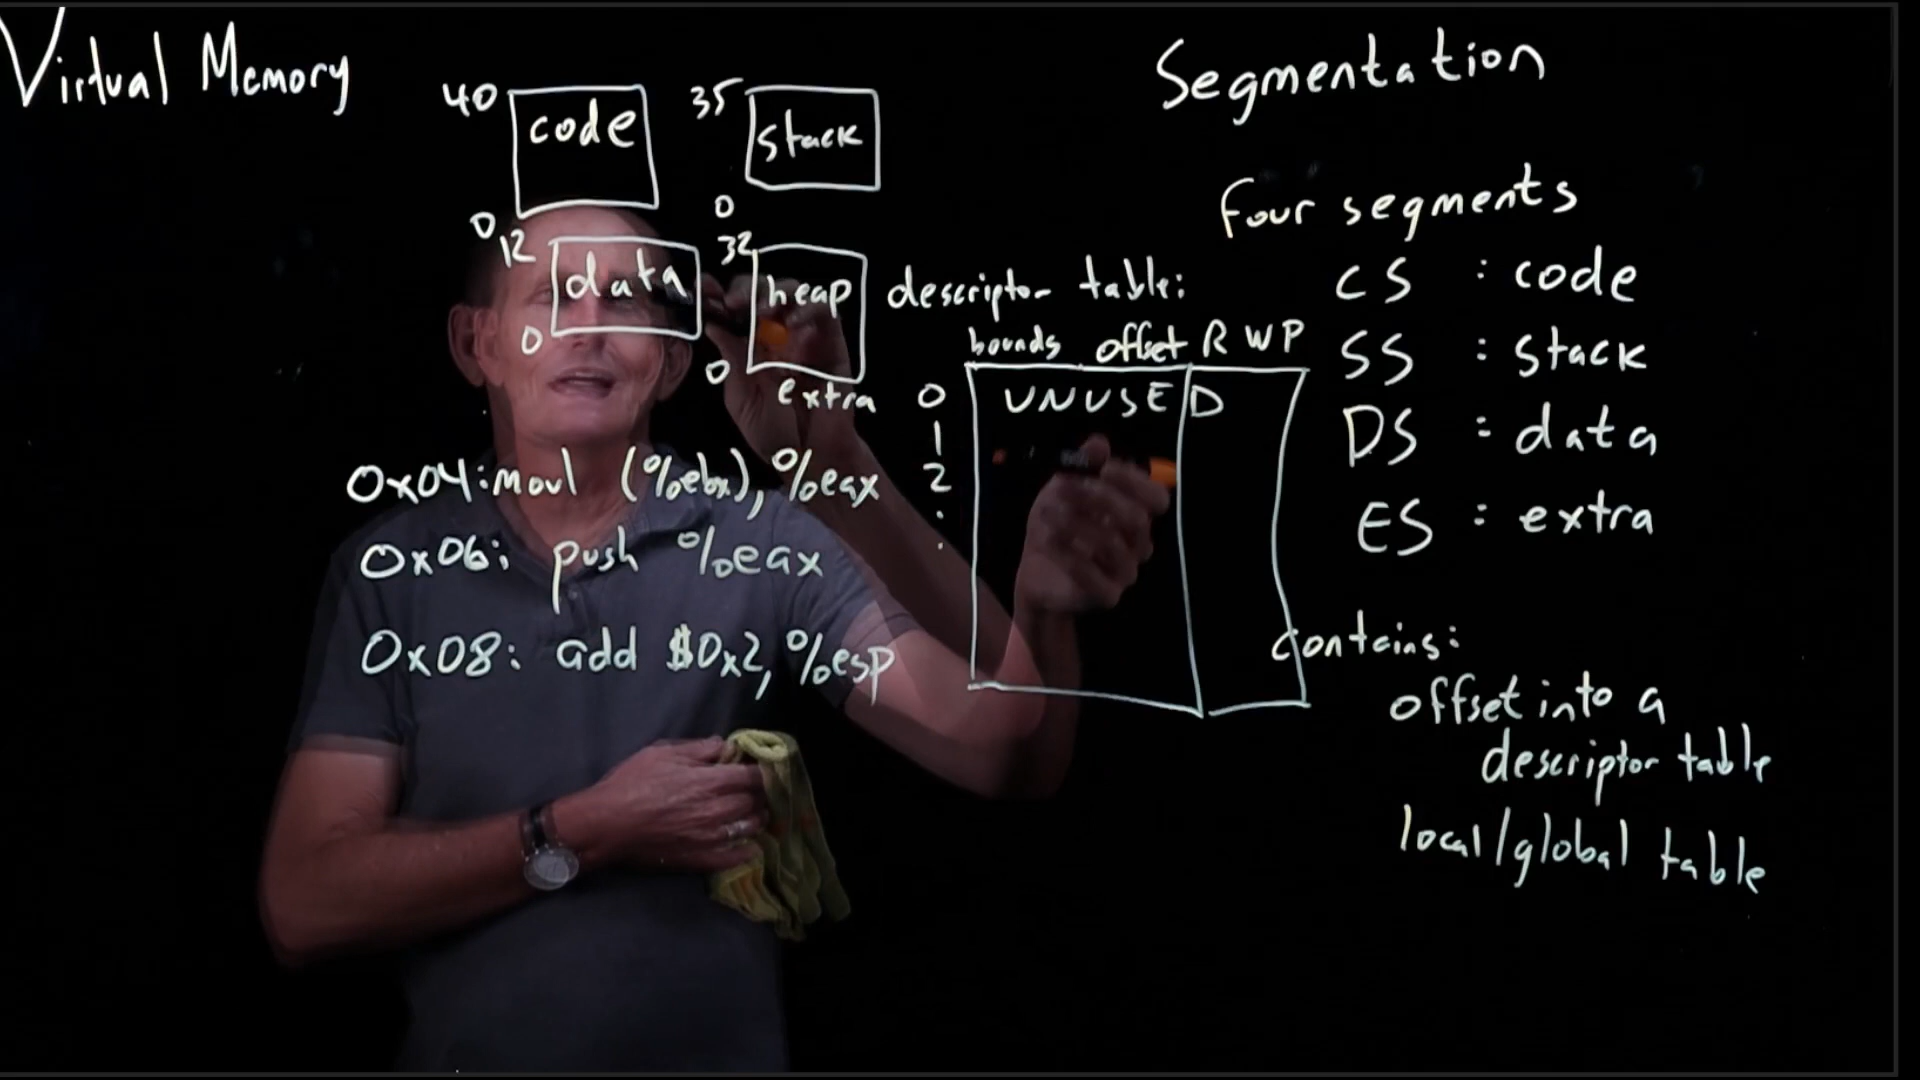 Virtual Memory
Segmentation
40 code
0
35 stack
0
12 data
0
32 heap
0
extra
0x04: movl (%ebx), %eax
0x06: push %eax
0x08: add $0x2, %esp
descriptor table:
bounds offset R W P
0 UNUSED
1
2
.
.
four segments
CS : code
SS : stack
DS : data
ES : extra
contains:
offset into a
descriptor table
local/global table